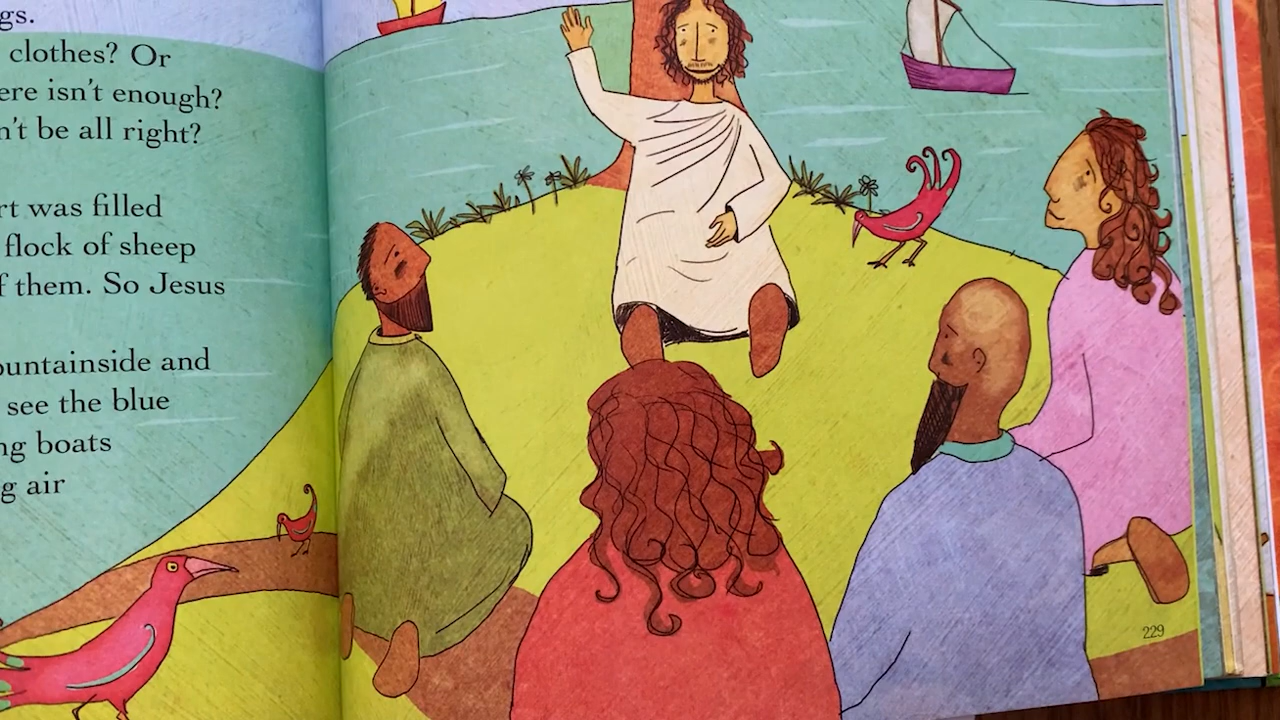 gs.
clothes? Or
ere isn't enough?
n't be all right?
rt was filled
flock of sheep
f them. So Jesus
ountainside and
see the blue
ng boats
g air
229